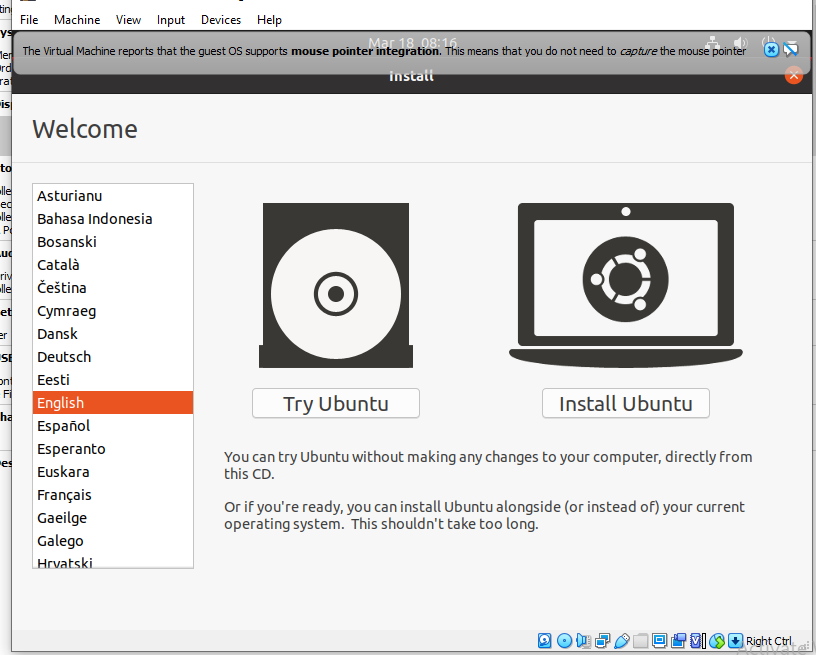 File Machine View Input Devices Help
Mar 18 08:16
The Virtual Machine reports that the guest OS supports mouse pointer integration. This means that you do not need to capture the mouse pointer
Install
Welcome
Asturianu
Bahasa Indonesia
Bosanski
Català
Čeština
Cymraeg
Dansk
Deutsch
Eesti
English
Español
Esperanto
Euskara
Français
Gaeilge
Galego
Hrvatski
Try Ubuntu
Install Ubuntu
You can try Ubuntu without making any changes to your computer, directly from
this CD.
Or if you're ready, you can install Ubuntu alongside (or instead of) your current
operating system. This shouldn't take too long.
Right Ctrl
Activate